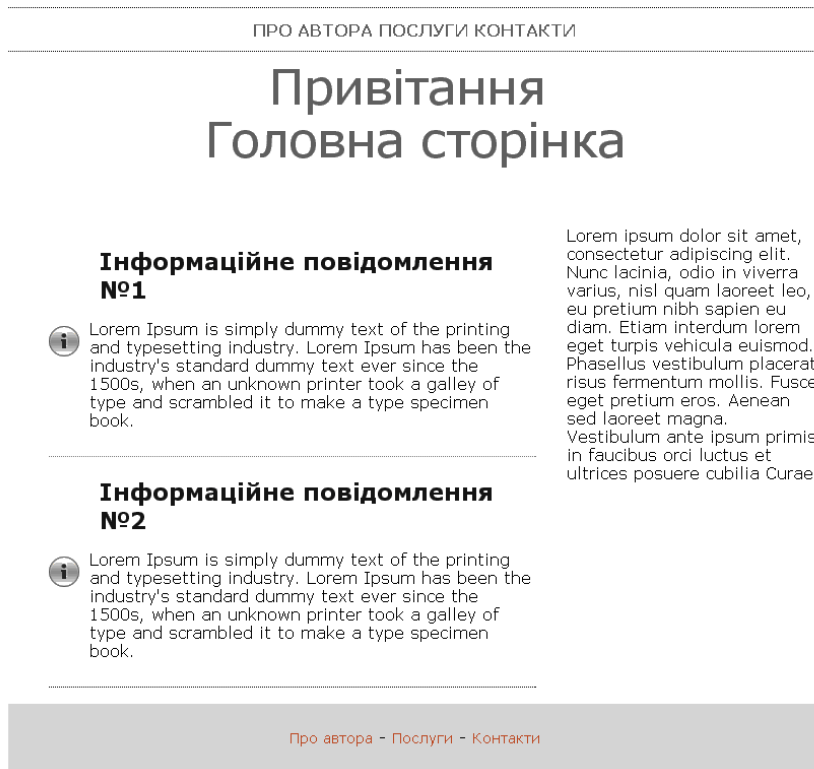 ПРО АВТОРА ПОСЛУГИ КОНТАКТИ
Привітання
Головна сторінка
Інформаційне повідомлення
№1
Lorem Ipsum is simply dummy text of the printing
and typesetting industry. Lorem Ipsum has been the
industry's standard dummy text ever since the
1500s, when an unknown printer took a galley of
type and scrambled it to make a type specimen
book.
Інформаційне повідомлення
№2
Lorem Ipsum is simply dummy text of the printing
and typesetting industry. Lorem Ipsum has been the
industry's standard dummy text ever since the
1500s, when an unknown printer took a galley of
type and scrambled it to make a type specimen
book.
Lorem ipsum dolor sit amet,
consectetur adipiscing elit.
Nunc lacinia, odio in viverra
varius, nisl quam laoreet leo,
eu pretium nibh sapien eu
diam. Etiam interdum lorem
eget turpis vehicula euismod.
Phasellus vestibulum placerat
risus fermentum mollis. Fusce
eget pretium eros. Aenean
sed laoreet magna.
Vestibulum ante ipsum primis
in faucibus orci luctus et
ultrices posuere cubilia Curae
Про автора - Послуги - Контакти